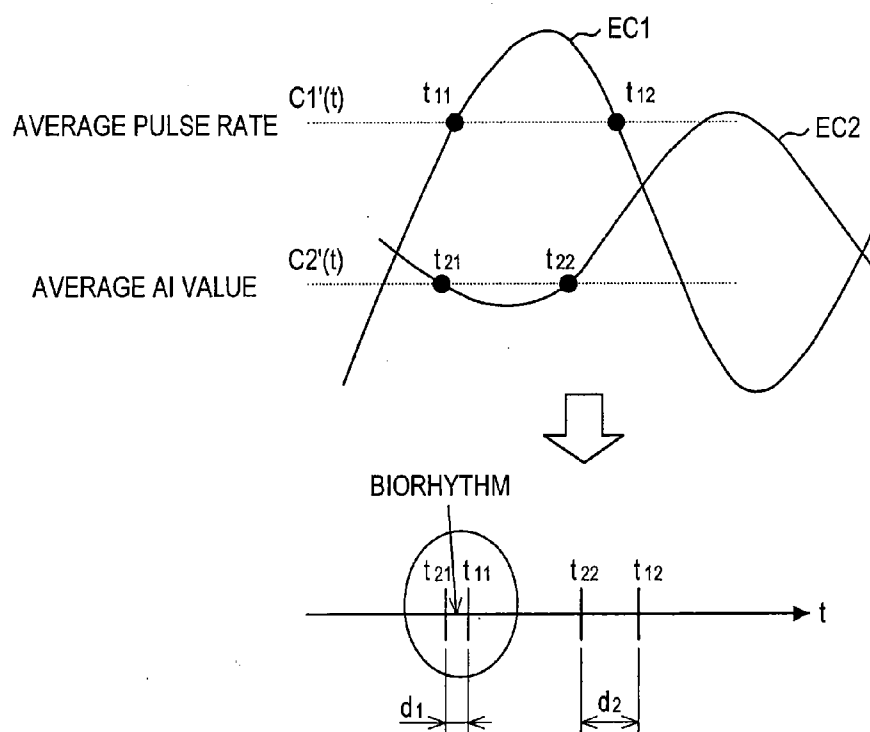 EC1
C1'(t) t11 t12
AVERAGE PULSE RATE
EC2
C2'(t) t21 t22
AVERAGE AI VALUE
BIORHYTHM
t21 t11 t22 t12
t
d1 d2